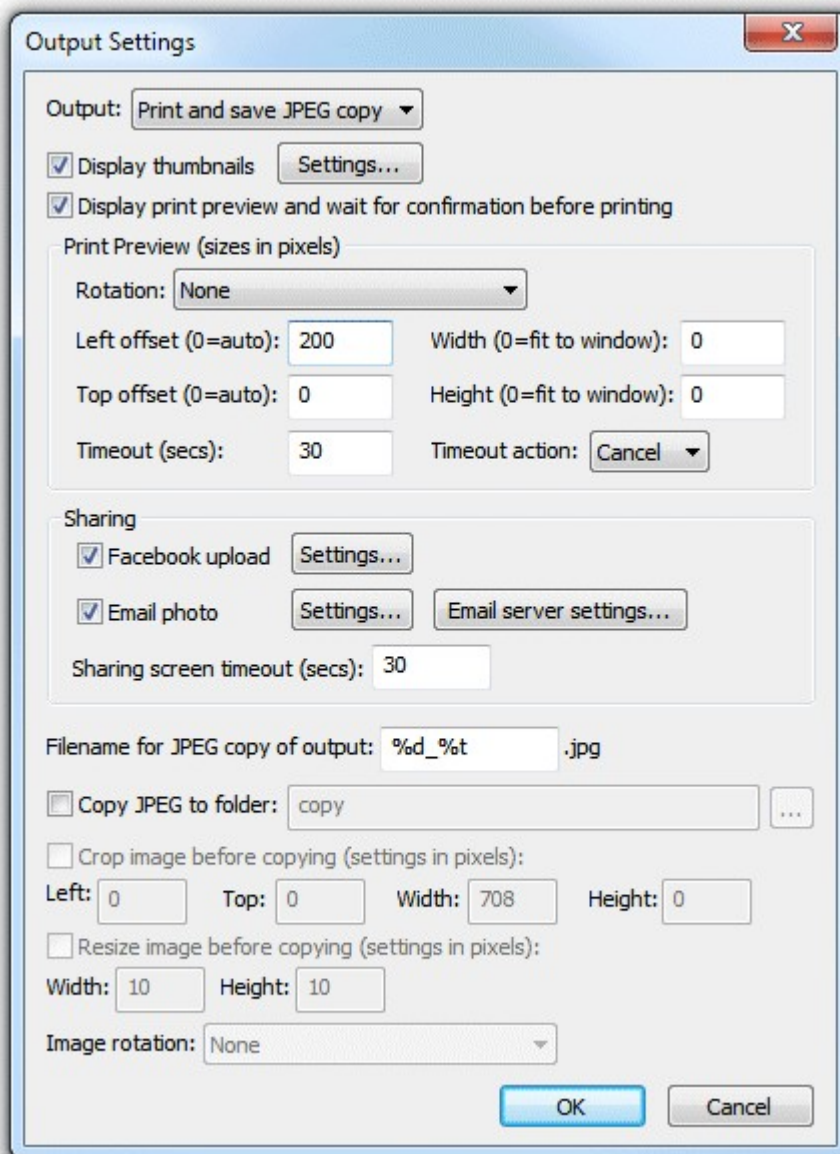 Output Settings
Output: Print and save JPEG copy
Display thumbnails Settings...
Display print preview and wait for confirmation before printing
Print Preview (sizes in pixels)
Rotation: None
Left offset (0=auto): 200 Width (0=fit to window): 0
Top offset (0=auto): 0 Height (0=fit to window): 0
Timeout (secs): 30 Timeout action: Cancel
Sharing
Facebook upload Settings...
Email photo Settings... Email server settings...
Sharing screen timeout (secs): 30
Filename for JPEG copy of output: %d_%t .jpg
Copy JPEG to folder: copy ...
Crop image before copying (settings in pixels):
Left: 0 Top: 0 Width: 708 Height: 0
Resize image before copying (settings in pixels):
Width: 10 Height: 10
Image rotation: None
OK Cancel